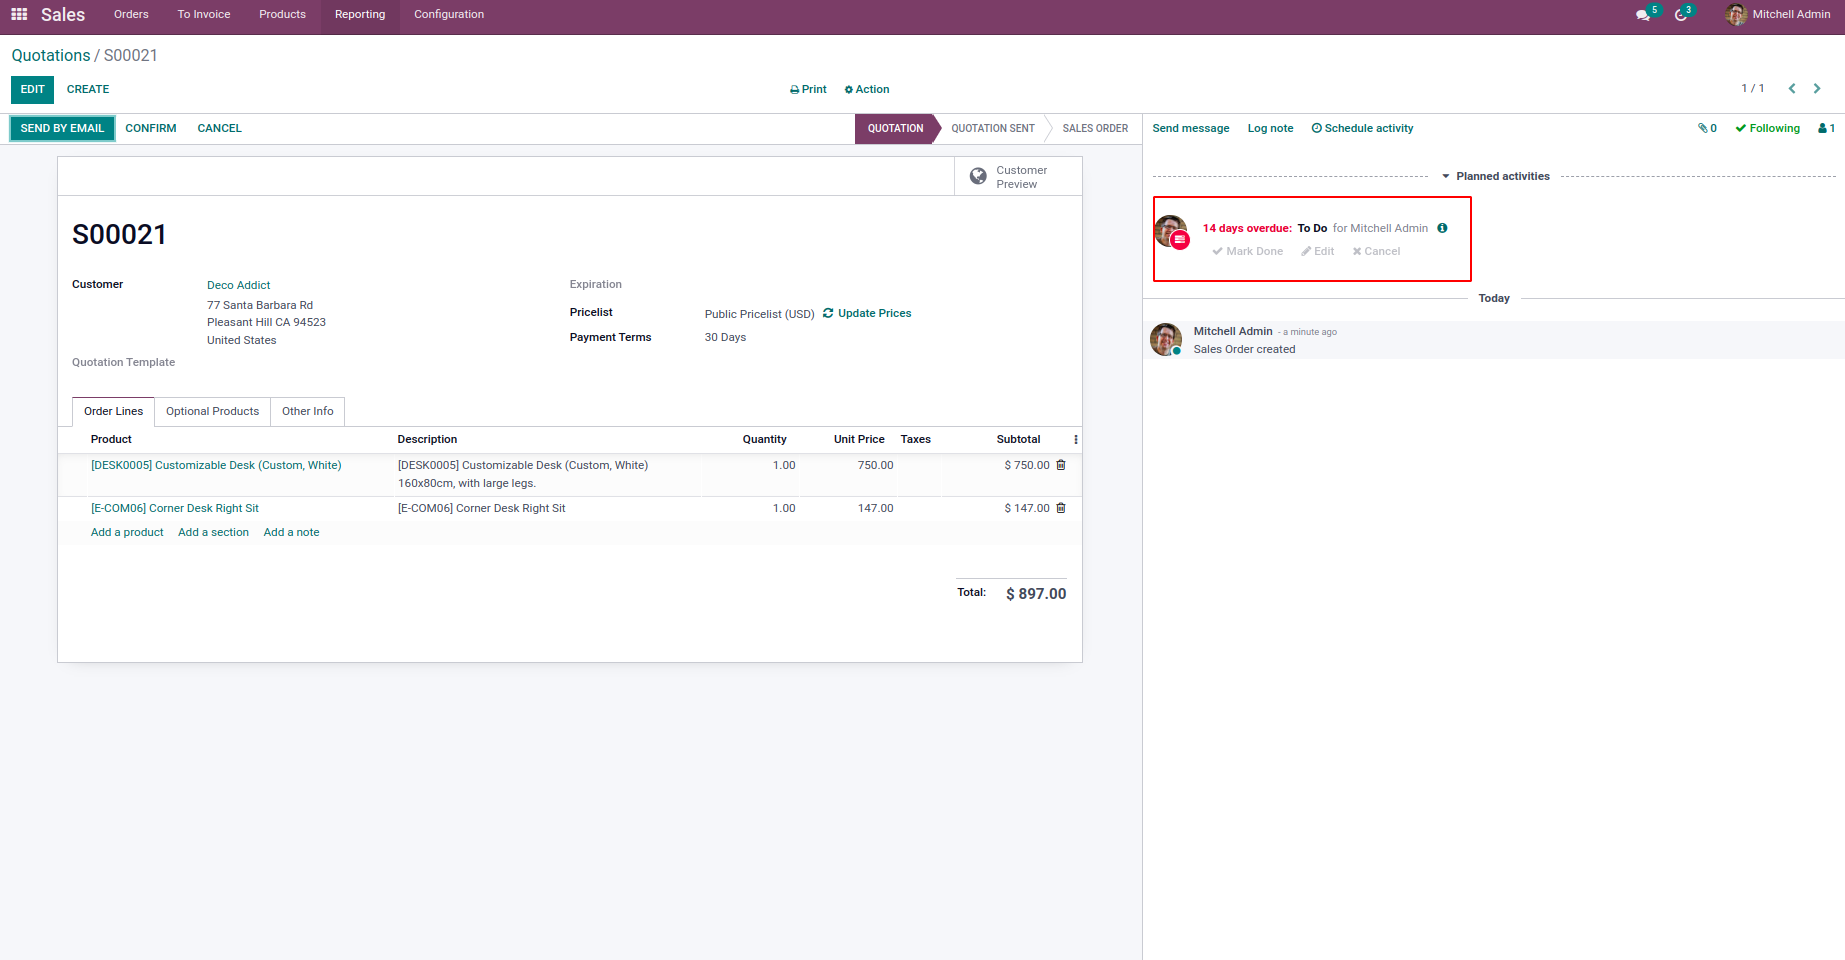 Sales Orders To Invoice Products Reporting Configuration 5 3 Mitchell Admin
Quotations / S00021
EDIT CREATE Print Action 1 / 1
SEND BY EMAIL CONFIRM CANCEL QUOTATION QUOTATION SENT SALES ORDER
Customer
Preview
S00021
Customer Deco Addict
77 Santa Barbara Rd
Pleasant Hill CA 94523
United States
Quotation Template
Expiration
Pricelist Public Pricelist (USD) Update Prices
Payment Terms 30 Days
Order Lines Optional Products Other Info
Product Description Quantity Unit Price Taxes Subtotal
[DESK0005] Customizable Desk (Custom, White) [DESK0005] Customizable Desk (Custom, White) 1.00 750.00 $ 750.00
160x80cm, with large legs.
[E-COM06] Corner Desk Right Sit [E-COM06] Corner Desk Right Sit 1.00 147.00 $ 147.00
Add a product Add a section Add a note
Total: $ 897.00
Send message Log note Schedule activity 0 Following 1
Planned activities
14 days overdue: To Do for Mitchell Admin
Mark Done Edit Cancel
Today
Mitchell Admin - a minute ago
Sales Order created